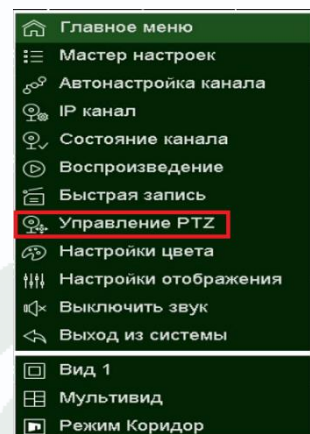 Главное меню
Мастер настроек
Автонастройка канала
IP канал
Состояние канала
Воспроизведение
Быстрая запись
Управление PTZ
Настройки цвета
Настройки отображения
Выключить звук
Выход из системы
Вид 1
Мультивид
Режим Коридор